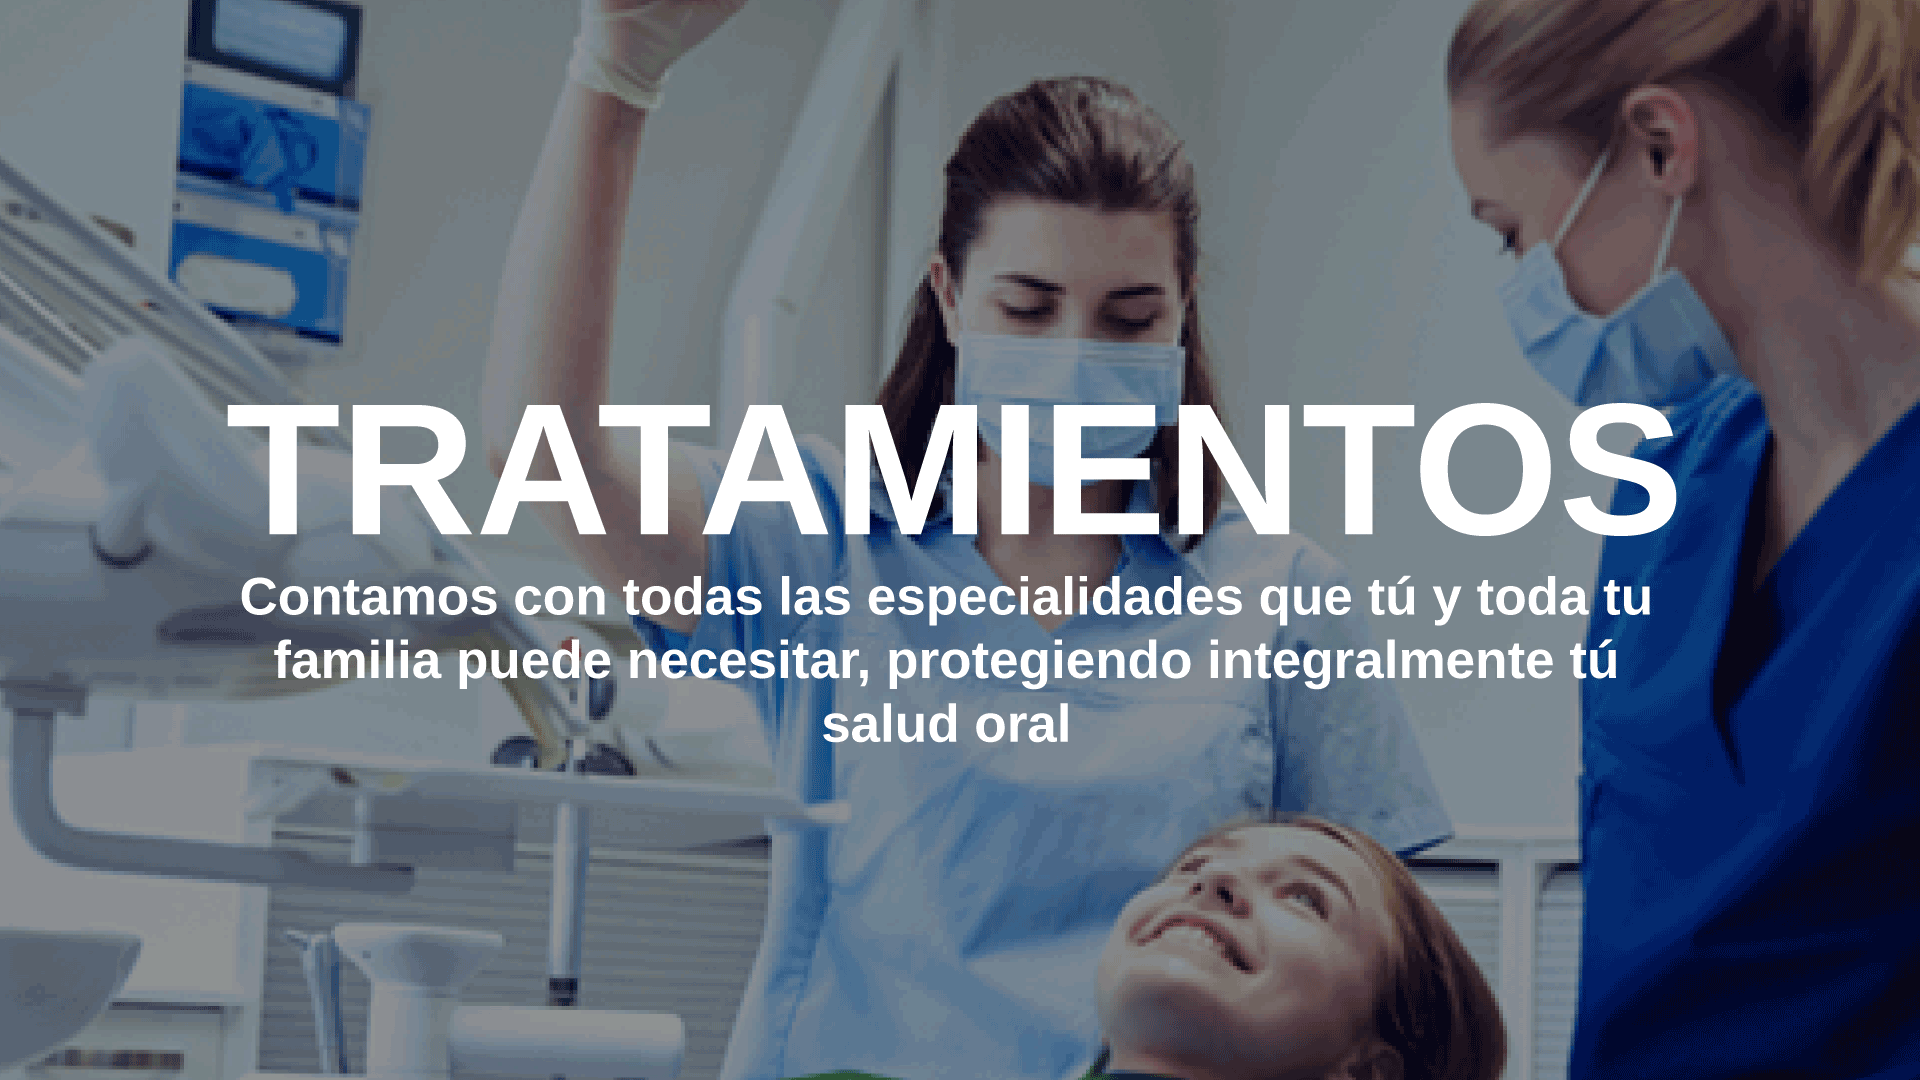 TRATAMIENTOS
Contamos con todas las especialidades que tú y toda tu
familia puede necesitar, protegiendo integralmente tú
salud oral